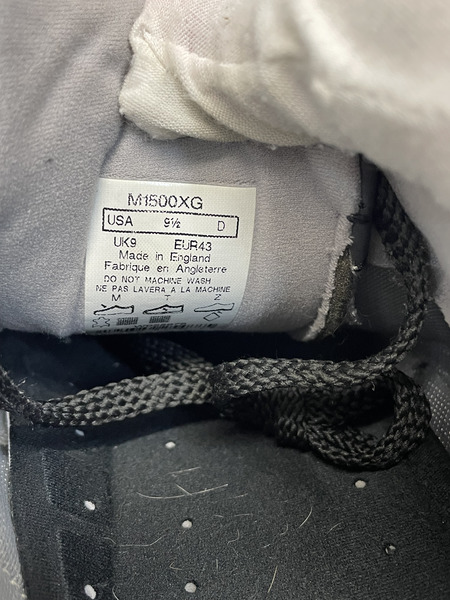 M1500XG
USA 9½ D
UK9 EUR43
Made in England
Fabrique en Angleterre
DO NOT MACHINE WASH
NE PAS LAVERA A LA MACHINE
M T Z